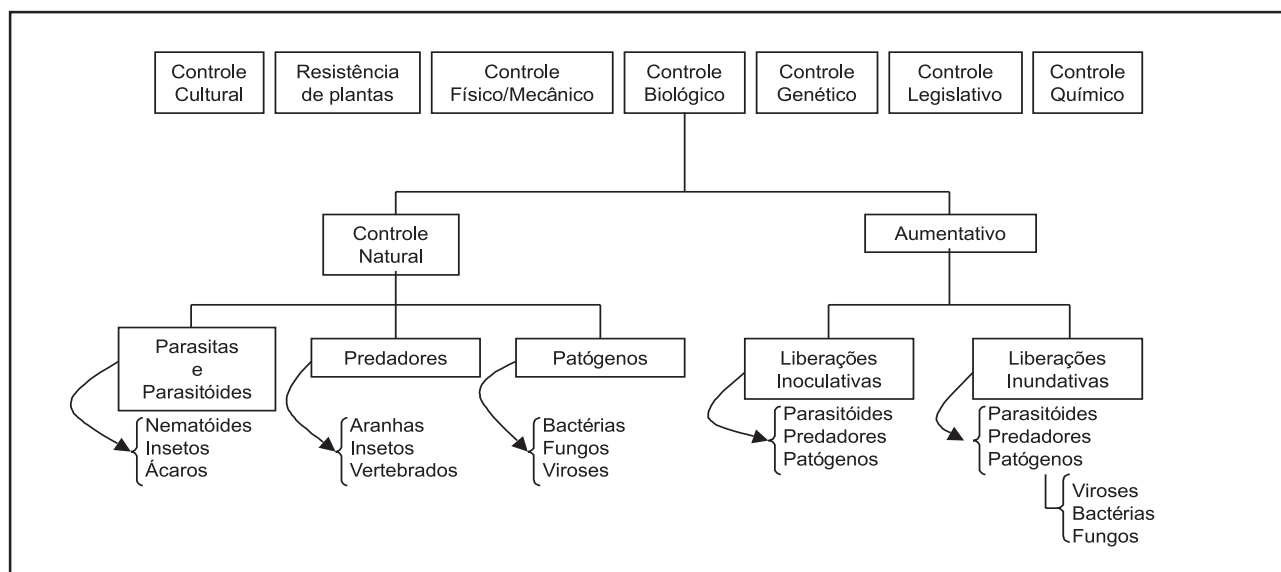 Controle
Cultural
Resistência
de plantas
Controle
Físico/Mecânico
Controle
Biológico
Controle
Genético
Controle
Legislativo
Controle
Químico
Controle
Natural
Aumentativo
Parasitas
e
Parasitóides
Predadores
Patógenos
Liberações
Inoculativas
Liberações
Inundativas
Nematóides
Insetos
Ácaros
Aranhas
Insetos
Vertebrados
Bactérias
Fungos
Viroses
Parasitóides
Predadores
Patógenos
Parasitóides
Predadores
Patógenos
Viroses
Bactérias
Fungos